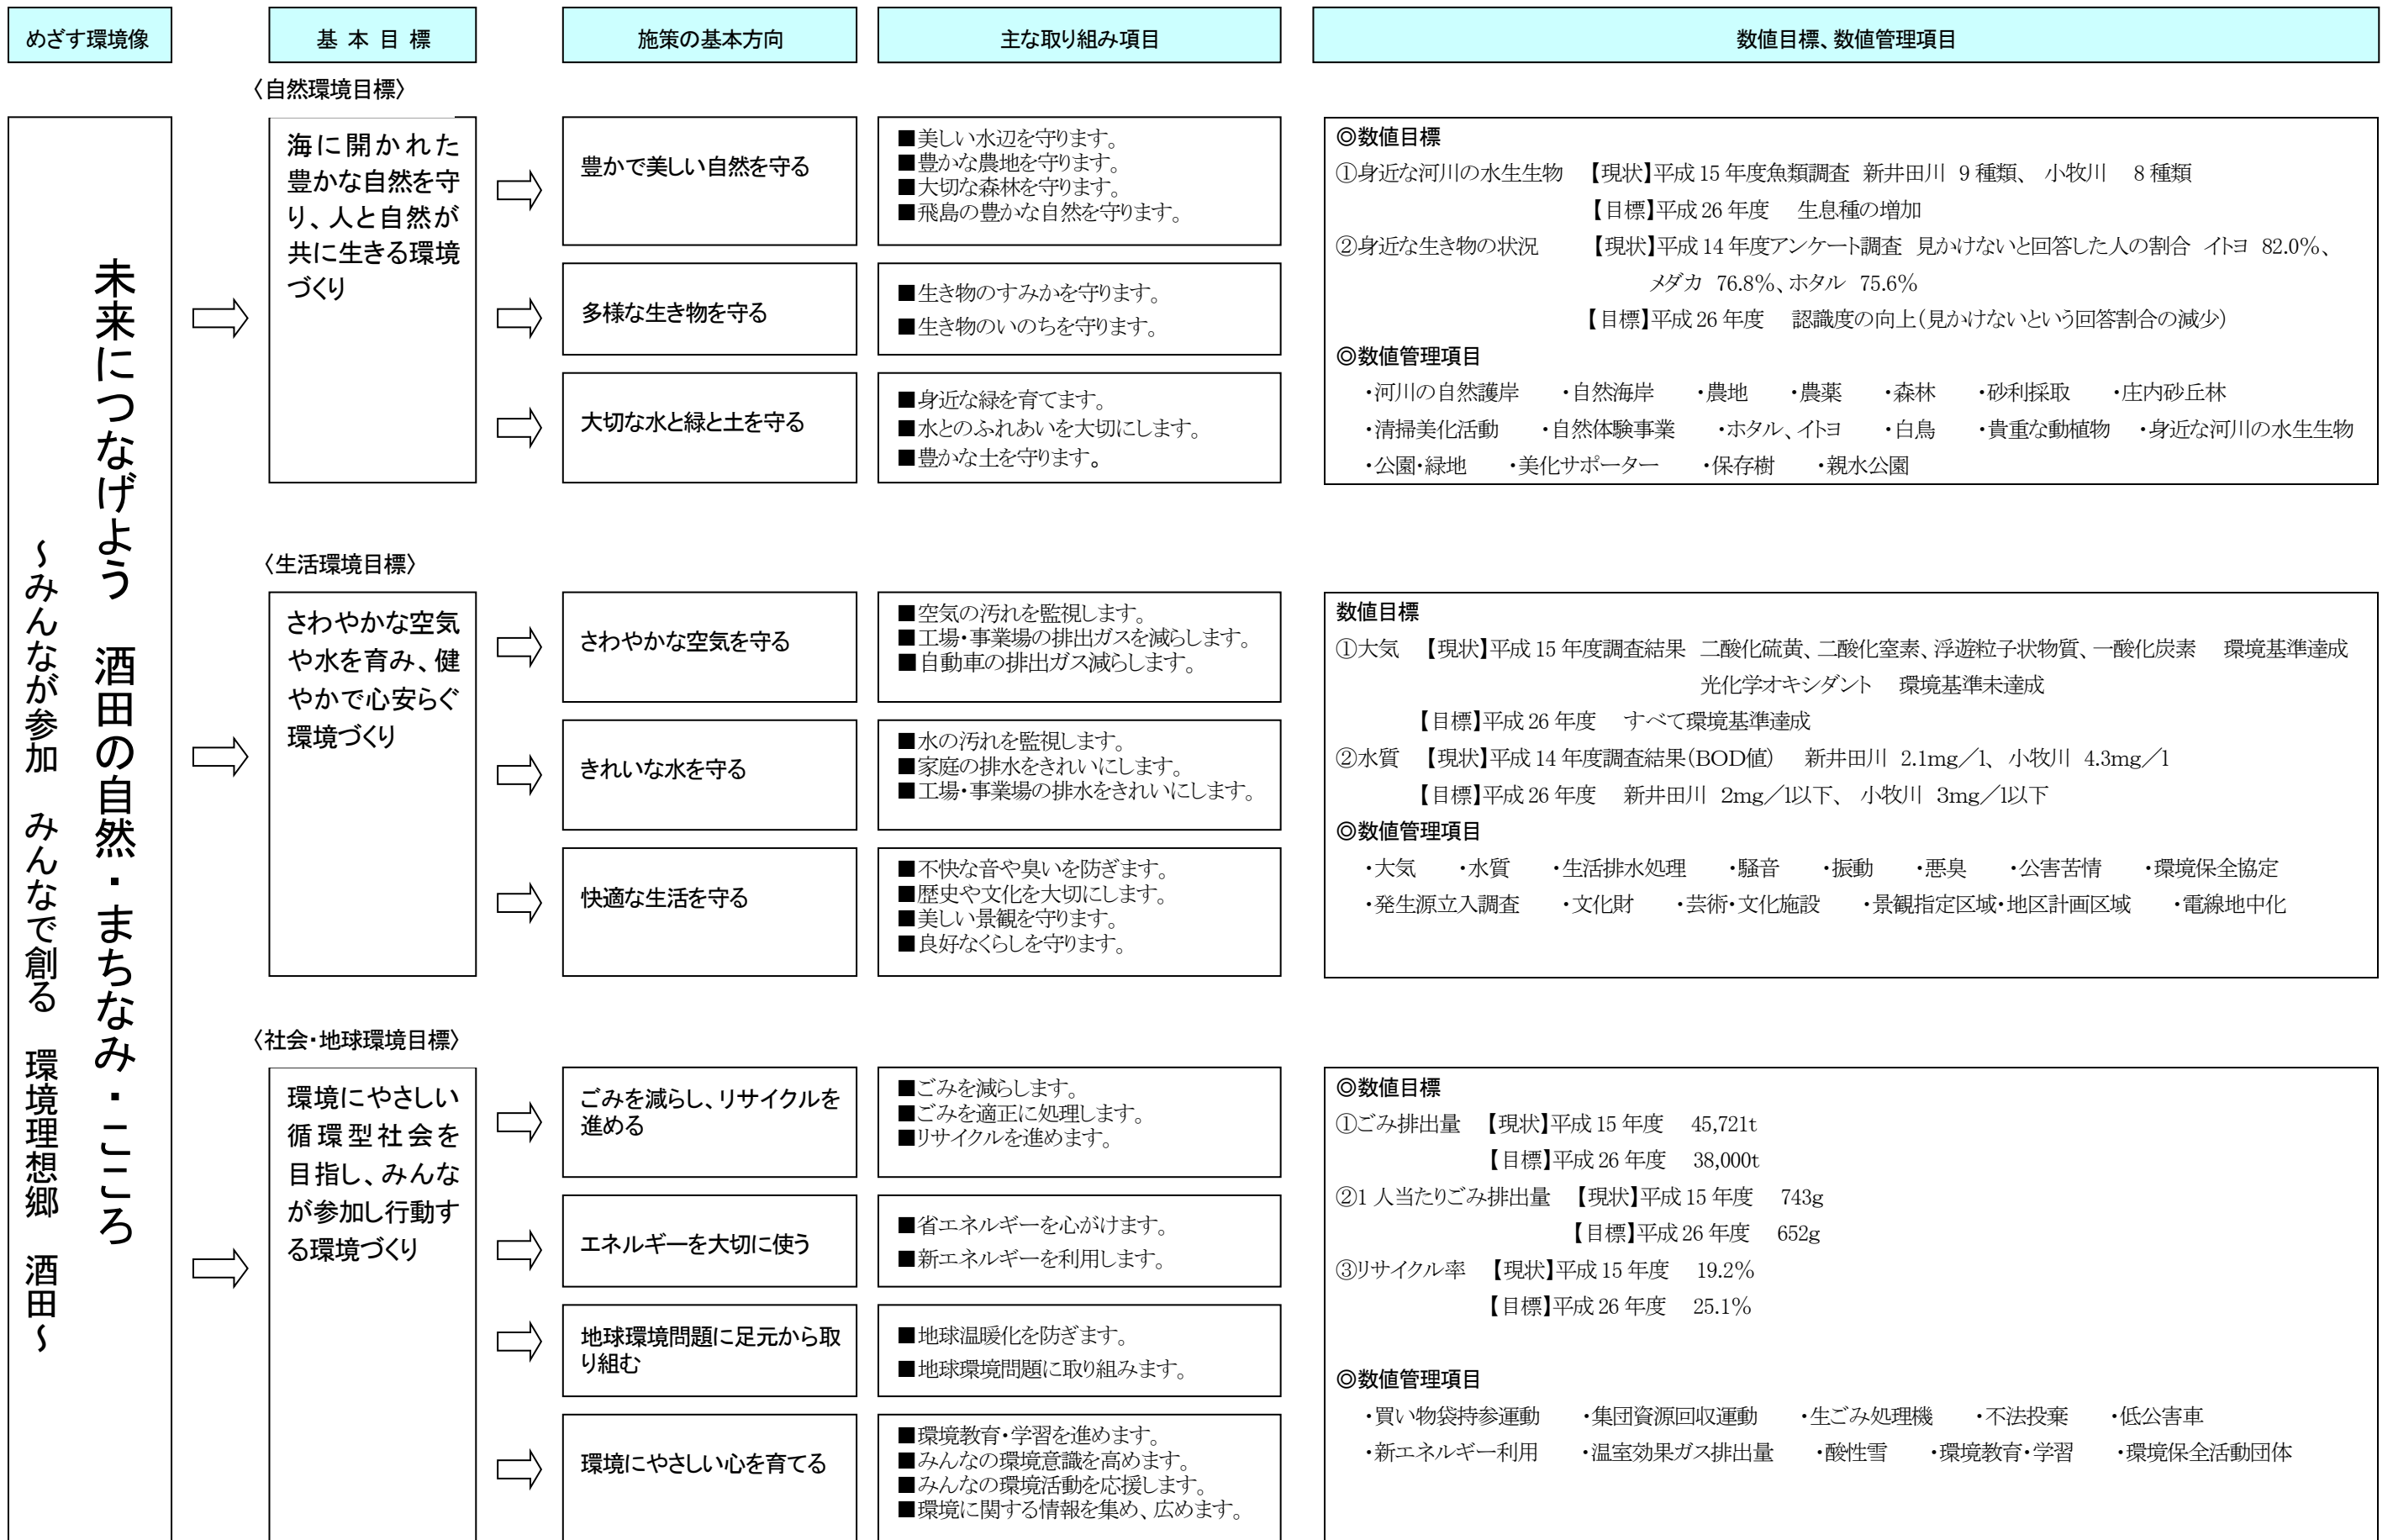 めざす環境像
基 本 目 標
施策の基本方向
主な取り組み項目
数値目標、数値管理項目
未来につなげよう　酒田の自然・まちなみ・こころ
～みんなが参加　みんなで創る　環境理想郷　酒田～
〈自然環境目標〉
海に開かれた
豊かな自然を守
り、人と自然が
共に生きる環境
づくり
豊かで美しい自然を守る
■美しい水辺を守ります。
■豊かな農地を守ります。
■大切な森林を守ります。
■飛島の豊かな自然を守ります。
多様な生き物を守る
■生き物のすみかを守ります。
■生き物のいのちを守ります。
大切な水と緑と土を守る
■身近な緑を育てます。
■水とのふれあいを大切にします。
■豊かな土を守ります。
◎数値目標
①身近な河川の水生生物　【現状】平成 15 年度魚類調査　新井田川　9 種類、　小牧川　8 種類
【目標】平成 26 年度　生息種の増加
②身近な生き物の状況　【現状】平成 14 年度アンケート調査　見かけないと回答した人の割合　イトヨ　82.0％、
メダカ　76.8％、ホタル　75.6％
【目標】平成 26 年度　認識度の向上（見かけないという回答割合の減少）
◎数値管理項目
・河川の自然護岸　・自然海岸　・農地　・農薬　・森林　・砂利採取　・庄内砂丘林
・清掃美化活動　・自然体験事業　・ホタル、イトヨ　・白鳥　・貴重な動植物　・身近な河川の水生生物
・公園・緑地　・美化サポーター　・保存樹　・親水公園
〈生活環境目標〉
さわやかな空気
や水を育み、健
やかで心安らぐ
環境づくり
さわやかな空気を守る
■空気の汚れを監視します。
■工場・事業場の排出ガスを減らします。
■自動車の排出ガス減らします。
きれいな水を守る
■水の汚れを監視します。
■家庭の排水をきれいにします。
■工場・事業場の排水をきれいにします。
快適な生活を守る
■不快な音や臭いを防ぎます。
■歴史や文化を大切にします。
■美しい景観を守ります。
■良好なくらしを守ります。
数値目標
①大気　【現状】平成 15 年度調査結果　二酸化硫黄、二酸化窒素、浮遊粒子状物質、一酸化炭素　環境基準達成
光化学オキシダント　環境基準未達成
【目標】平成 26 年度　すべて環境基準達成
②水質　【現状】平成 14 年度調査結果（BOD値）　新井田川　2.1mg／l、　小牧川　4.3mg／l
【目標】平成 26 年度　新井田川　2mg／l以下、　小牧川　3mg／l以下
◎数値管理項目
・大気　・水質　・生活排水処理　・騒音　・振動　・悪臭　・公害苦情　・環境保全協定
・発生源立入調査　・文化財　・芸術・文化施設　・景観指定区域・地区計画区域　・電線地中化
〈社会・地球環境目標〉
環境にやさしい
循環型社会を
目指し、みんな
が参加し行動す
る環境づくり
ごみを減らし、リサイクルを
進める
■ごみを減らします。
■ごみを適正に処理します。
■リサイクルを進めます。
エネルギーを大切に使う
■省エネルギーを心がけます。
■新エネルギーを利用します。
地球環境問題に足元から取
り組む
■地球温暖化を防ぎます。
■地球環境問題に取り組みます。
環境にやさしい心を育てる
■環境教育・学習を進めます。
■みんなの環境意識を高めます。
■みんなの環境活動を応援します。
■環境に関する情報を集め、広めます。
◎数値目標
①ごみ排出量　【現状】平成 15 年度　45,721t
【目標】平成 26 年度　38,000t
②1 人当たりごみ排出量　【現状】平成 15 年度　743g
【目標】平成 26 年度　652g
③リサイクル率　【現状】平成 15 年度　19.2％
【目標】平成 26 年度　25.1％
◎数値管理項目
・買い物袋持参運動　・集団資源回収運動　・生ごみ処理機　・不法投棄　・低公害車
・新エネルギー利用　・温室効果ガス排出量　・酸性雪　・環境教育・学習　・環境保全活動団体